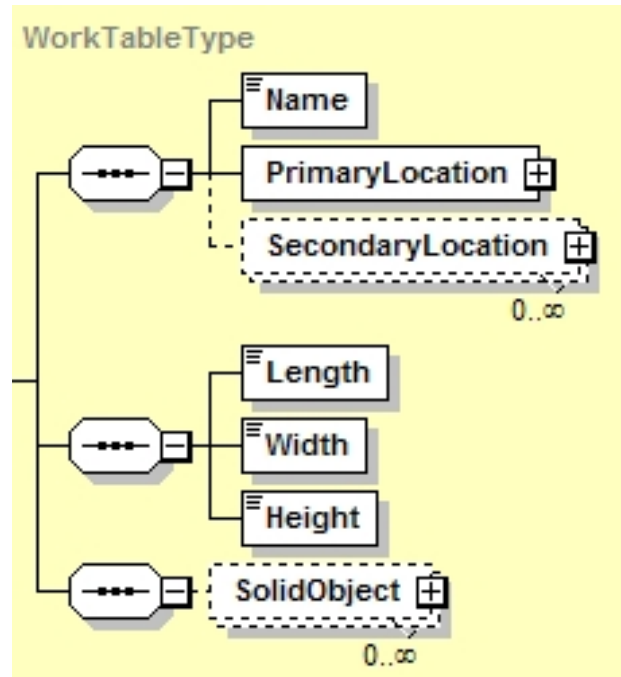 WorkTableType
Name
PrimaryLocation
SecondaryLocation
0..∞
Length
Width
Height
SolidObject
0..∞